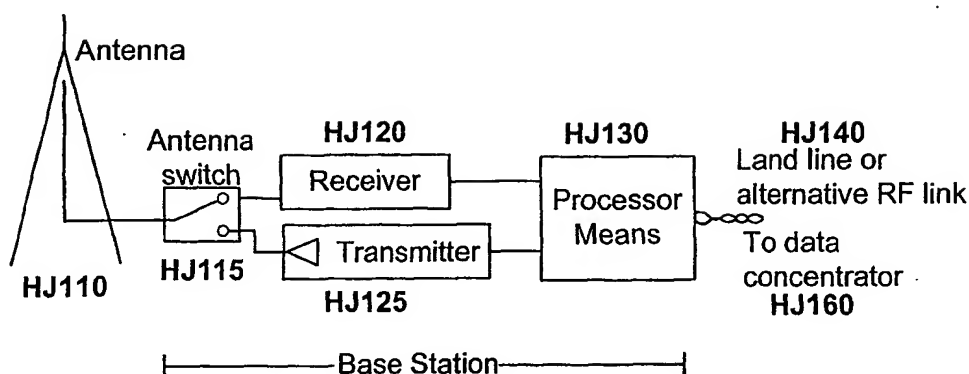 Antenna
Antenna
switch
HJ120
Receiver
HJ130
Processor
Means
HJ140
Land line or
alternative RF link
To data
concentrator
HJ160
Transmitter
HJ110
HJ115
HJ125
Base Station